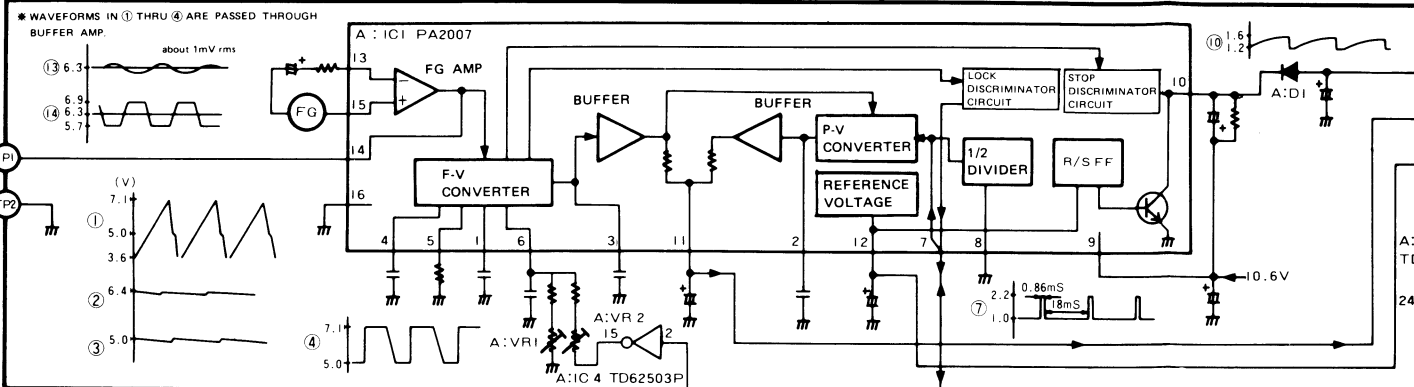 ※ WAVEFORMS IN ① THRU ④ ARE PASSED THROUGH
BUFFER AMP.
about 1mV rms
⑬ 6.3
6.9
⑭ 6.3
5.7
FG
P1
TP2
(V)
7.1
① 5.0
3.6
② 6.4
③ 5.0
④ 7.1
5.0
A : IC1 PA2007
13
15
14
16
FG AMP
F-V
CONVERTER
BUFFER
BUFFER
P-V
CONVERTER
REFERENCE
VOLTAGE
LOCK
DISCRIMINATOR
CIRCUIT
STOP
DISCRIMINATOR
CIRCUIT
1/2
DIVIDER
R/S FF
10
4
5
1
6
3
11
2
12
7
8
9
A:VR1
A:VR2
15
2
A:IC4 TD62503P
⑦ 2.2
1.0
0.86mS
18mS
10.6V
⑩ 1.6
1.2
A:D1
A:
TD
24